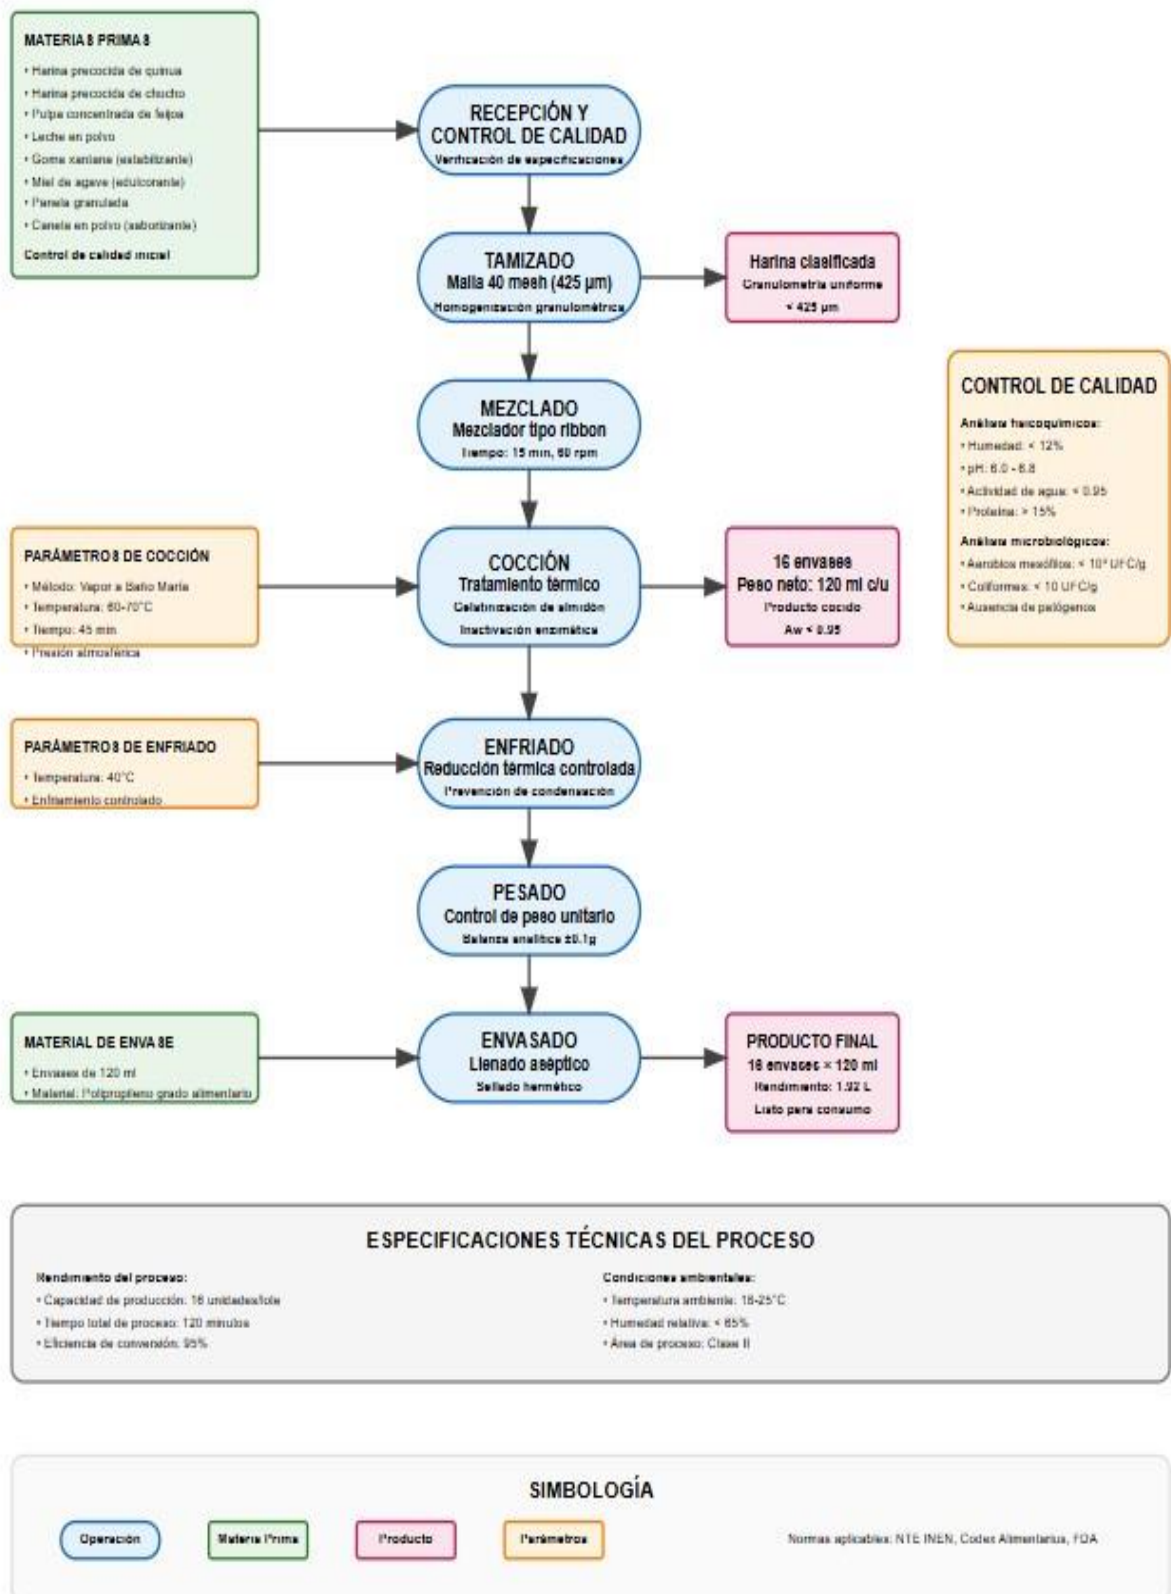 MATERIAS PRIMAS
• Harina precocida de quinua
• Harina precocida de chocho
• Pulpa concentrada de feijoa
• Leche en polvo
• Goma xantana (estabilizante)
• Miel de agave (edulcorante)
• Panela granulada
• Canela en polvo (saborizante)
Control de calidad inicial
RECEPCIÓN Y
CONTROL DE CALIDAD
Verificación de especificaciones
TAMIZADO
Malla 40 mesh (425 μm)
Homogenización granulométrica
Harina clasificada
Granulometría uniforme
< 425 μm
MEZCLADO
Mezclador tipo ribbon
Tiempo: 15 min, 60 rpm
CONTROL DE CALIDAD
Análisis fisicoquímicos:
• Humedad: < 12%
• pH: 6.0 - 6.8
• Actividad de agua: < 0.95
• Proteína: > 15%
Análisis microbiológicos:
• Aerobios mesófilos: < UFC/g
• Coliformes: < 10 UFC/g
• Ausencia de patógenos
PARÁMETROS DE COCCIÓN
• Método: Vapor a Baño María
• Temperatura: 60-70°C
• Tiempo: 45 min
• Presión atmosférica
COCCIÓN
Tratamiento térmico
Gelatinización de almidón
Inactivación enzimática
16 envases
Peso neto: 120 ml c/u
Producto cocido
Aw < 0.95
PARÁMETROS DE ENFRIADO
• Temperatura: 40°C
• Enfriamiento controlado
ENFRIADO
Reducción térmica controlada
Prevención de condensación
PESADO
Control de peso unitario
Balanza analítica ±0.1g
MATERIAL DE ENVASE
• Envases de 120 ml
• Material: Polipropileno grado alimentario
ENVASADO
Llenado aséptico
Sellado hermético
PRODUCTO FINAL
16 envases × 120 ml
Rendimiento: 1.92 L
Listo para consumo
ESPECIFICACIONES TÉCNICAS DEL PROCESO
Rendimiento del proceso:
• Capacidad de producción: 16 unidades/lote
• Tiempo total de proceso: 120 minutos
• Eficiencia de conversión: 95%
Condiciones ambientales:
• Temperatura ambiente: 18-25°C
• Humedad relativa: < 65%
• Área de proceso: Clase II
SIMBOLOGÍA
Operación
Materia Prima
Producto
Parámetros
Normas aplicables: NTE INEN, Codex Alimentarius, FDA